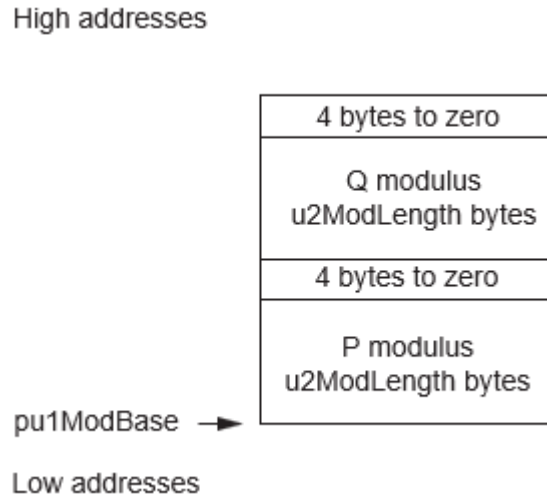 High addresses
4 bytes to zero
Q modulus
u2ModLength bytes
4 bytes to zero
P modulus
u2ModLength bytes
pu1ModBase
Low addresses